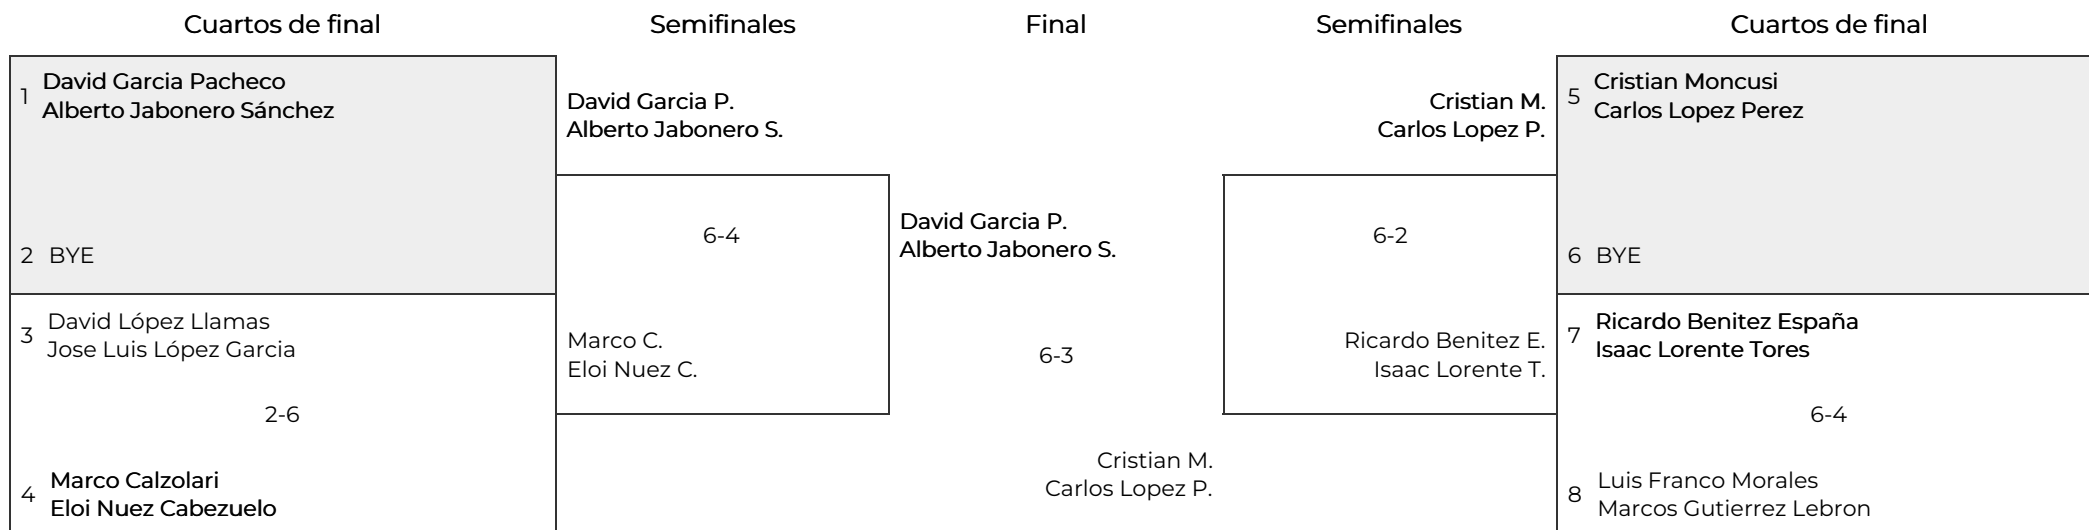 Cuartos de final
Semifinales
Final
Semifinales
Cuartos de final
1 David Garcia Pacheco
Alberto Jabonero Sánchez
2 BYE
3 David López Llamas
Jose Luis López Garcia
2-6
4 Marco Calzolari
Eloi Nuez Cabezuelo
David Garcia P.
Alberto Jabonero S.
6-4
Marco C.
Eloi Nuez C.
David Garcia P.
Alberto Jabonero S.
6-3
Cristian M.
Carlos Lopez P.
Cristian M.
Carlos Lopez P.
6-2
Ricardo Benitez E.
Isaac Lorente T.
5 Cristian Moncusi
Carlos Lopez Perez
6 BYE
7 Ricardo Benitez España
Isaac Lorente Tores
6-4
8 Luis Franco Morales
Marcos Gutierrez Lebron